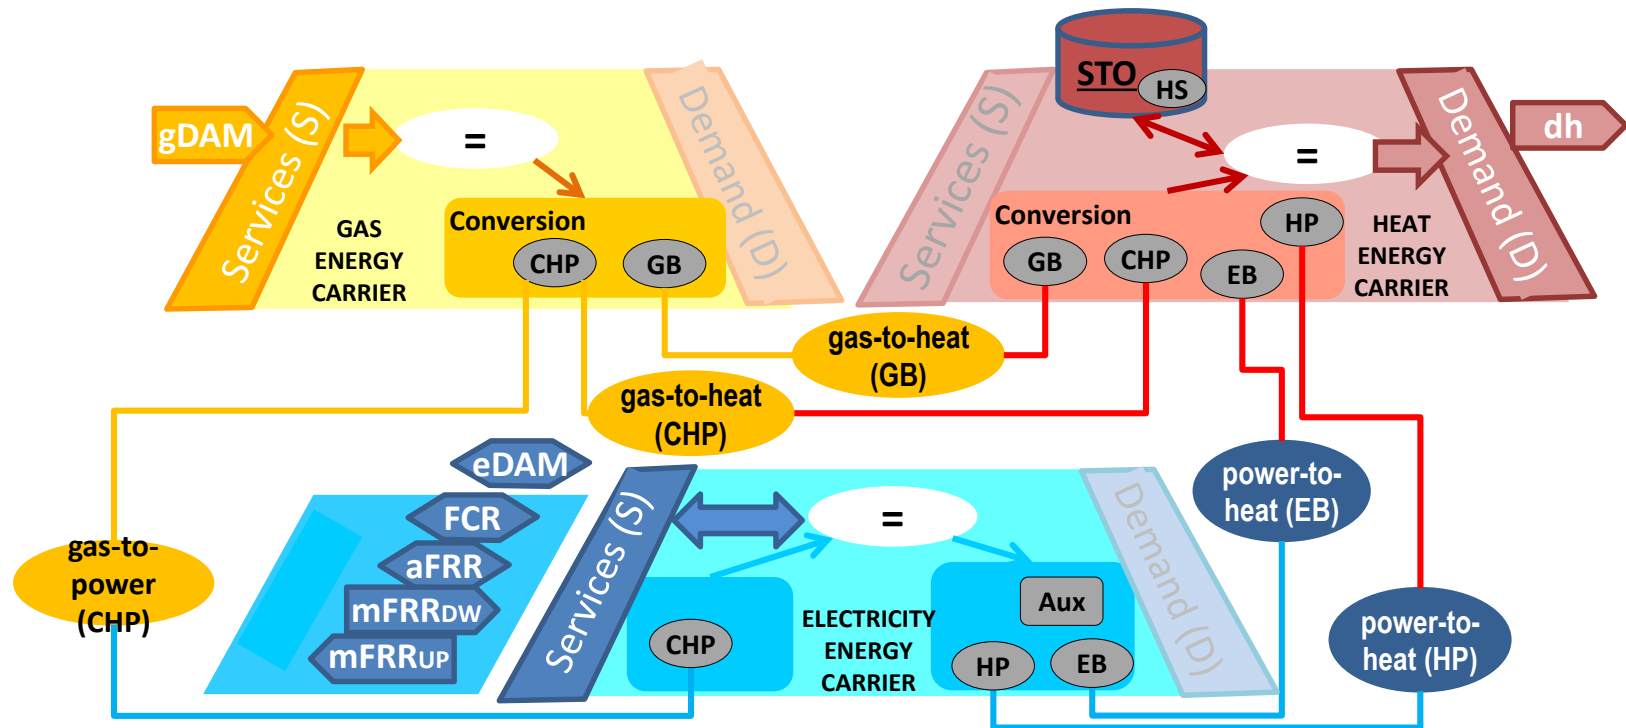 gDAM
Services (S)
=
GAS
ENERGY
CARRIER
Conversion
CHP
GB
Demand (D)
Services (S)
STO
HS
=
Conversion
GB
CHP
EB
HP
HEAT
ENERGY
CARRIER
Demand (D)
dh
gas-to-heat
(GB)
gas-to-heat
(CHP)
gas-to-
power
(CHP)
eDAM
FCR
aFRR
mFRRDW
mFRRUP
Services (S)
=
CHP
ELECTRICITY
ENERGY
CARRIER
Aux
HP
EB
Demand (D)
power-to-
heat (EB)
power-to-
heat (HP)